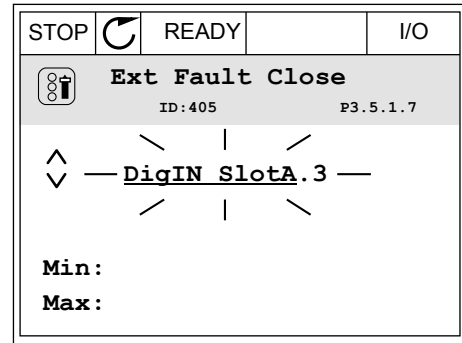 STOP READY I/O
Ext Fault Close
ID:405 P3.5.1.7
DigIN SlotA.3
Min:
Max: